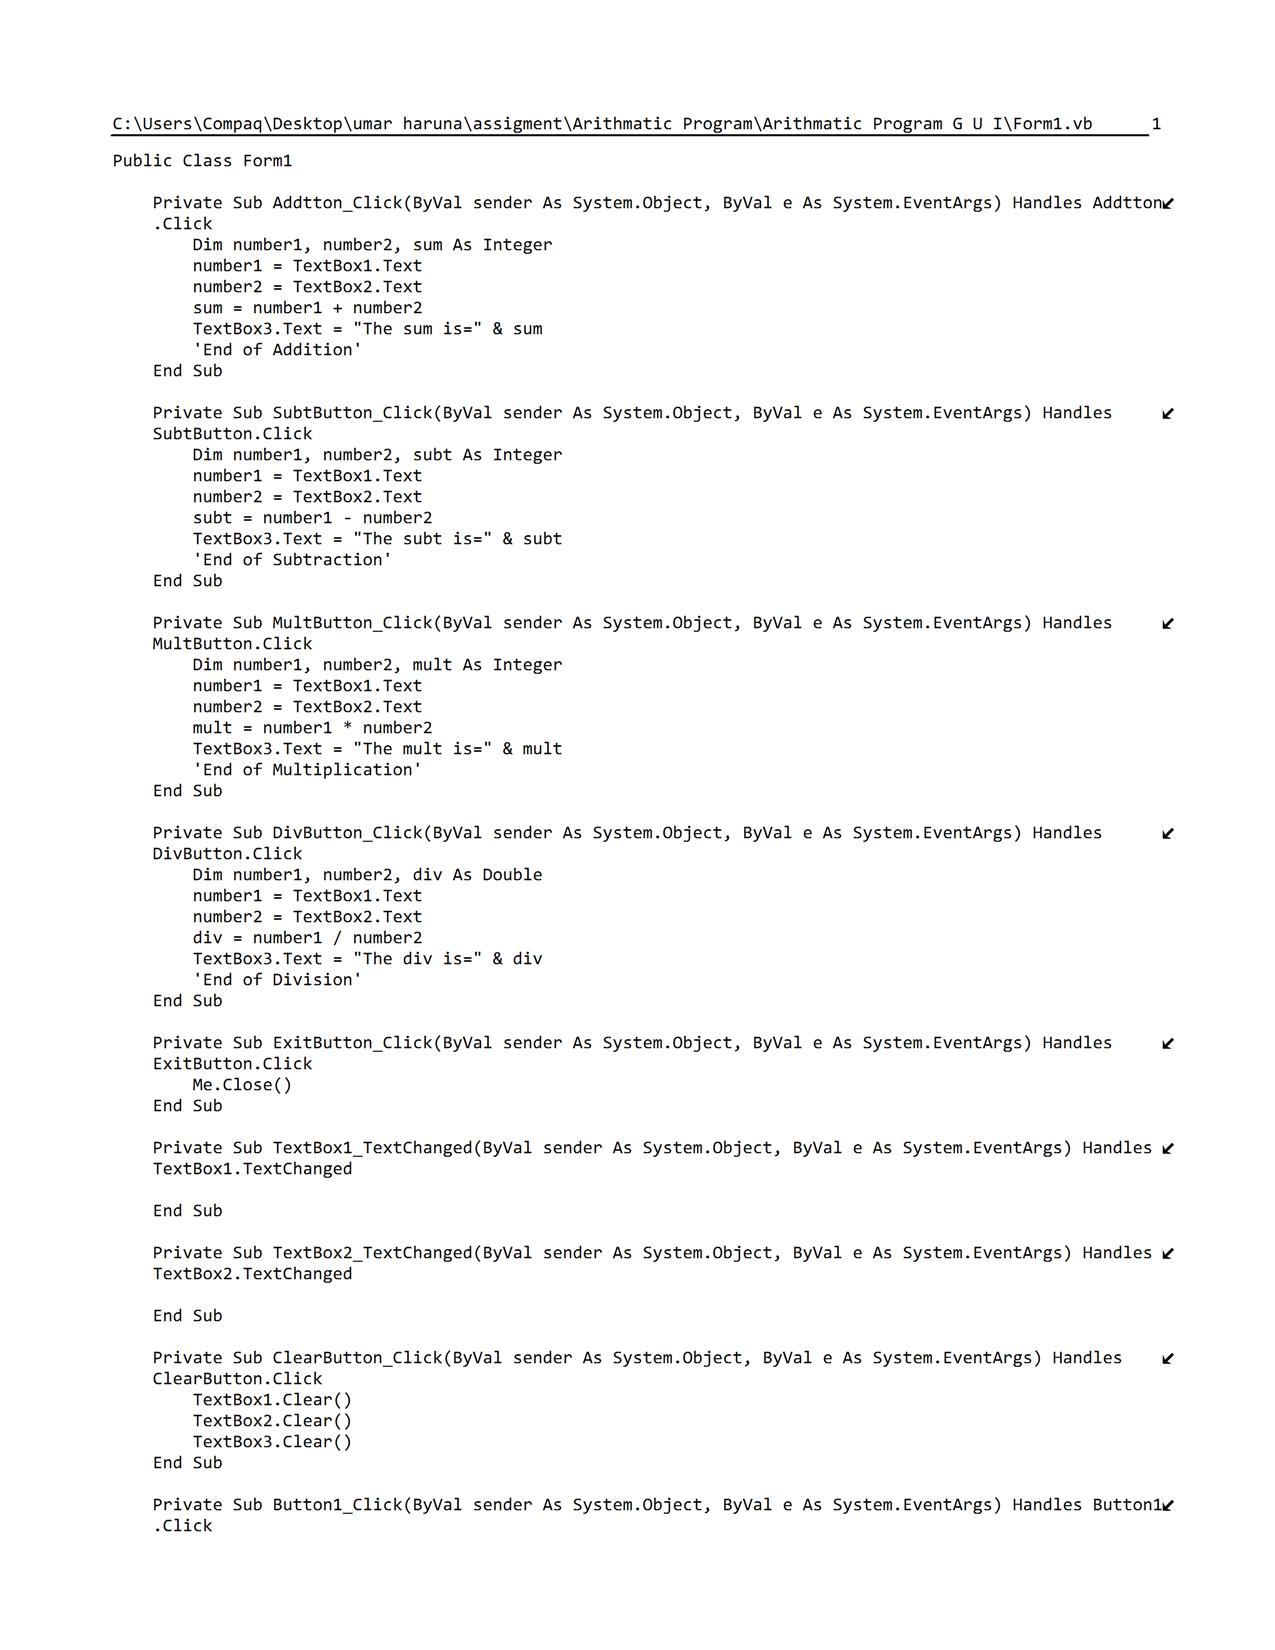 C:\Users\Compaq\Desktop\umar haruna\assigment\Arithmatic Program\Arithmatic Program G U I\Form1.vb 1
Public Class Form1
Private Sub Addtton_Click(ByVal sender As System.Object, ByVal e As System.EventArgs) Handles Addtton
.Click
Dim number1, number2, sum As Integer
number1 = TextBox1.Text
number2 = TextBox2.Text
sum = number1 + number2
TextBox3.Text = "The sum is=" & sum
'End of Addition'
End Sub
Private Sub SubtButton_Click(ByVal sender As System.Object, ByVal e As System.EventArgs) Handles
SubtButton.Click
Dim number1, number2, subt As Integer
number1 = TextBox1.Text
number2 = TextBox2.Text
subt = number1 - number2
TextBox3.Text = "The subt is=" & subt
'End of Subtraction'
End Sub
Private Sub MultButton_Click(ByVal sender As System.Object, ByVal e As System.EventArgs) Handles
MultButton.Click
Dim number1, number2, mult As Integer
number1 = TextBox1.Text
number2 = TextBox2.Text
mult = number1 * number2
TextBox3.Text = "The mult is=" & mult
'End of Multiplication'
End Sub
Private Sub DivButton_Click(ByVal sender As System.Object, ByVal e As System.EventArgs) Handles
DivButton.Click
Dim number1, number2, div As Double
number1 = TextBox1.Text
number2 = TextBox2.Text
div = number1 / number2
TextBox3.Text = "The div is=" & div
'End of Division'
End Sub
Private Sub ExitButton_Click(ByVal sender As System.Object, ByVal e As System.EventArgs) Handles
ExitButton.Click
Me.Close()
End Sub
Private Sub TextBox1_TextChanged(ByVal sender As System.Object, ByVal e As System.EventArgs) Handles
TextBox1.TextChanged
End Sub
Private Sub TextBox2_TextChanged(ByVal sender As System.Object, ByVal e As System.EventArgs) Handles
TextBox2.TextChanged
End Sub
Private Sub ClearButton_Click(ByVal sender As System.Object, ByVal e As System.EventArgs) Handles
ClearButton.Click
TextBox1.Clear()
TextBox2.Clear()
TextBox3.Clear()
End Sub
Private Sub Button1_Click(ByVal sender As System.Object, ByVal e As System.EventArgs) Handles Button1
.Click